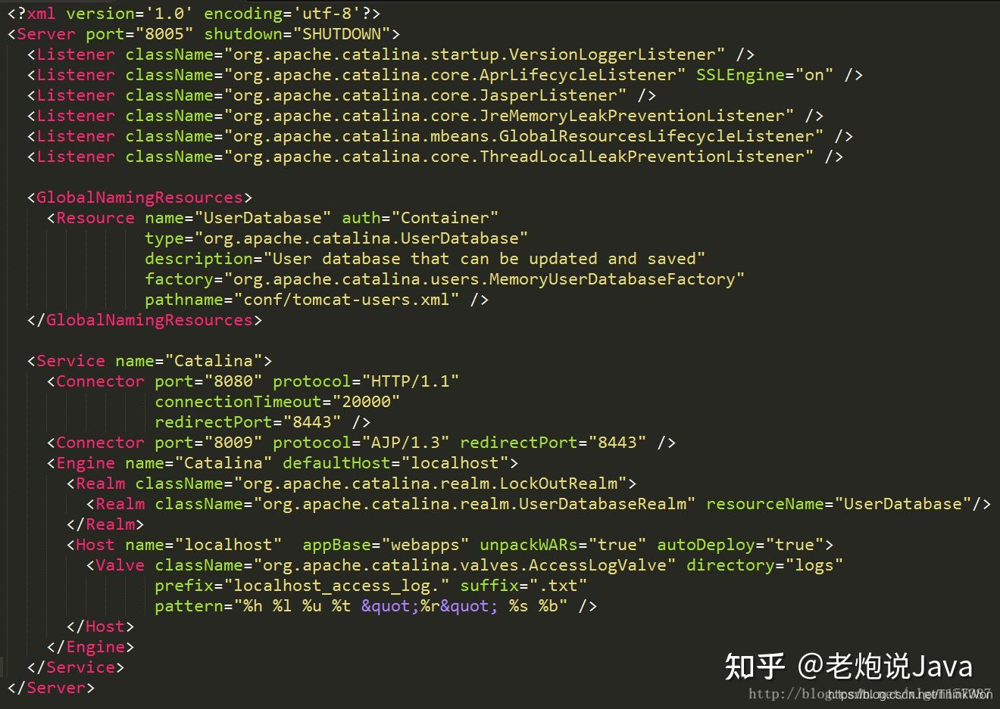 <?xml version='1.0' encoding='utf-8'?>
<Server port="8005" shutdown="SHUTDOWN">
  <Listener className="org.apache.catalina.startup.VersionLoggerListener" />
  <Listener className="org.apache.catalina.core.AprLifecycleListener" SSLEngine="on" />
  <Listener className="org.apache.catalina.core.JasperListener" />
  <Listener className="org.apache.catalina.core.JreMemoryLeakPreventionListener" />
  <Listener className="org.apache.catalina.mbeans.GlobalResourcesLifecycleListener" />
  <Listener className="org.apache.catalina.core.ThreadLocalLeakPreventionListener" />
  <GlobalNamingResources>
    <Resource name="UserDatabase" auth="Container"
              type="org.apache.catalina.UserDatabase"
              description="User database that can be updated and saved"
              factory="org.apache.catalina.users.MemoryUserDatabaseFactory"
              pathname="conf/tomcat-users.xml" />
  </GlobalNamingResources>
  <Service name="Catalina">
    <Connector port="8080" protocol="HTTP/1.1"
               connectionTimeout="20000"
               redirectPort="8443" />
    <Connector port="8009" protocol="AJP/1.3" redirectPort="8443" />
    <Engine name="Catalina" defaultHost="localhost">
      <Realm className="org.apache.catalina.realm.LockOutRealm">
        <Realm className="org.apache.catalina.realm.UserDatabaseRealm" resourceName="UserDatabase"/>
      </Realm>
      <Host name="localhost"  appBase="webapps" unpackWARs="true" autoDeploy="true">
        <Valve className="org.apache.catalina.valves.AccessLogValve" directory="logs"
               prefix="localhost_access_log." suffix=".txt"
               pattern="%h %l %u %t &quot;%r&quot; %s %b" />
      </Host>
    </Engine>
  </Service>
</Server>
知乎 @老炮说Java
https://blog.csdn.net/ThinkWon